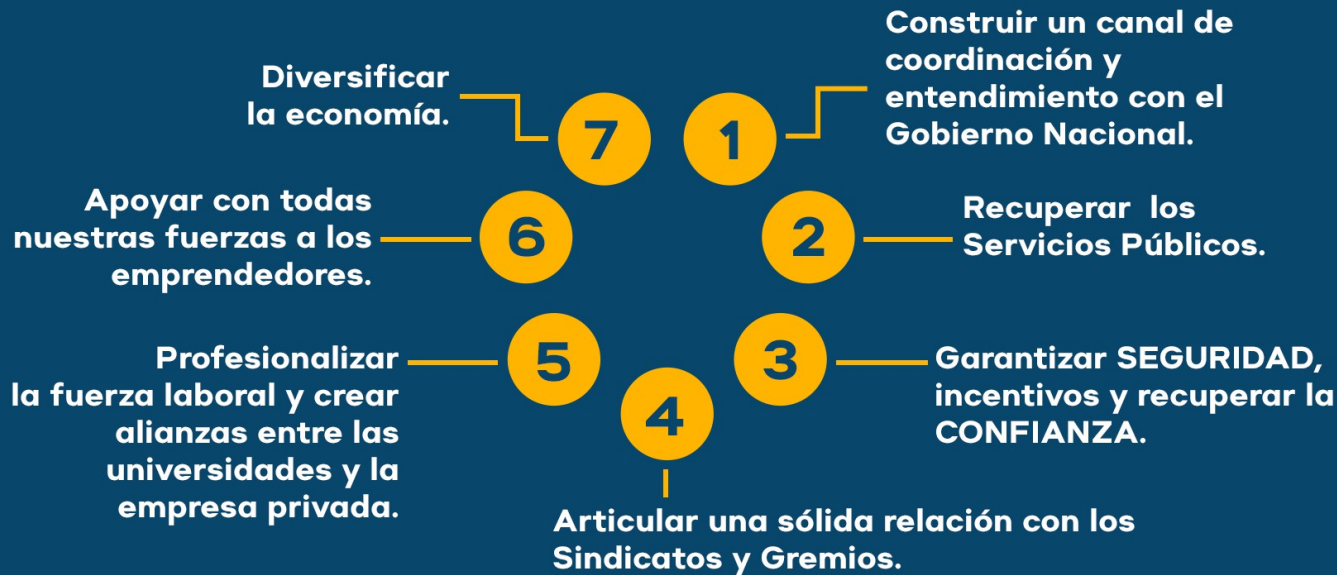 1
Construir un canal de
coordinación y
entendimiento con el
Gobierno Nacional.
2
Recuperar los
Servicios Públicos.
3
Garantizar SEGURIDAD,
incentivos y recuperar la
CONFIANZA.
4
Articular una sólida relación con los
Sindicatos y Gremios.
5
Profesionalizar
la fuerza laboral y crear
alianzas entre las
universidades y la
empresa privada.
6
Apoyar con todas
nuestras fuerzas a los
emprendedores.
7
Diversificar
la economía.